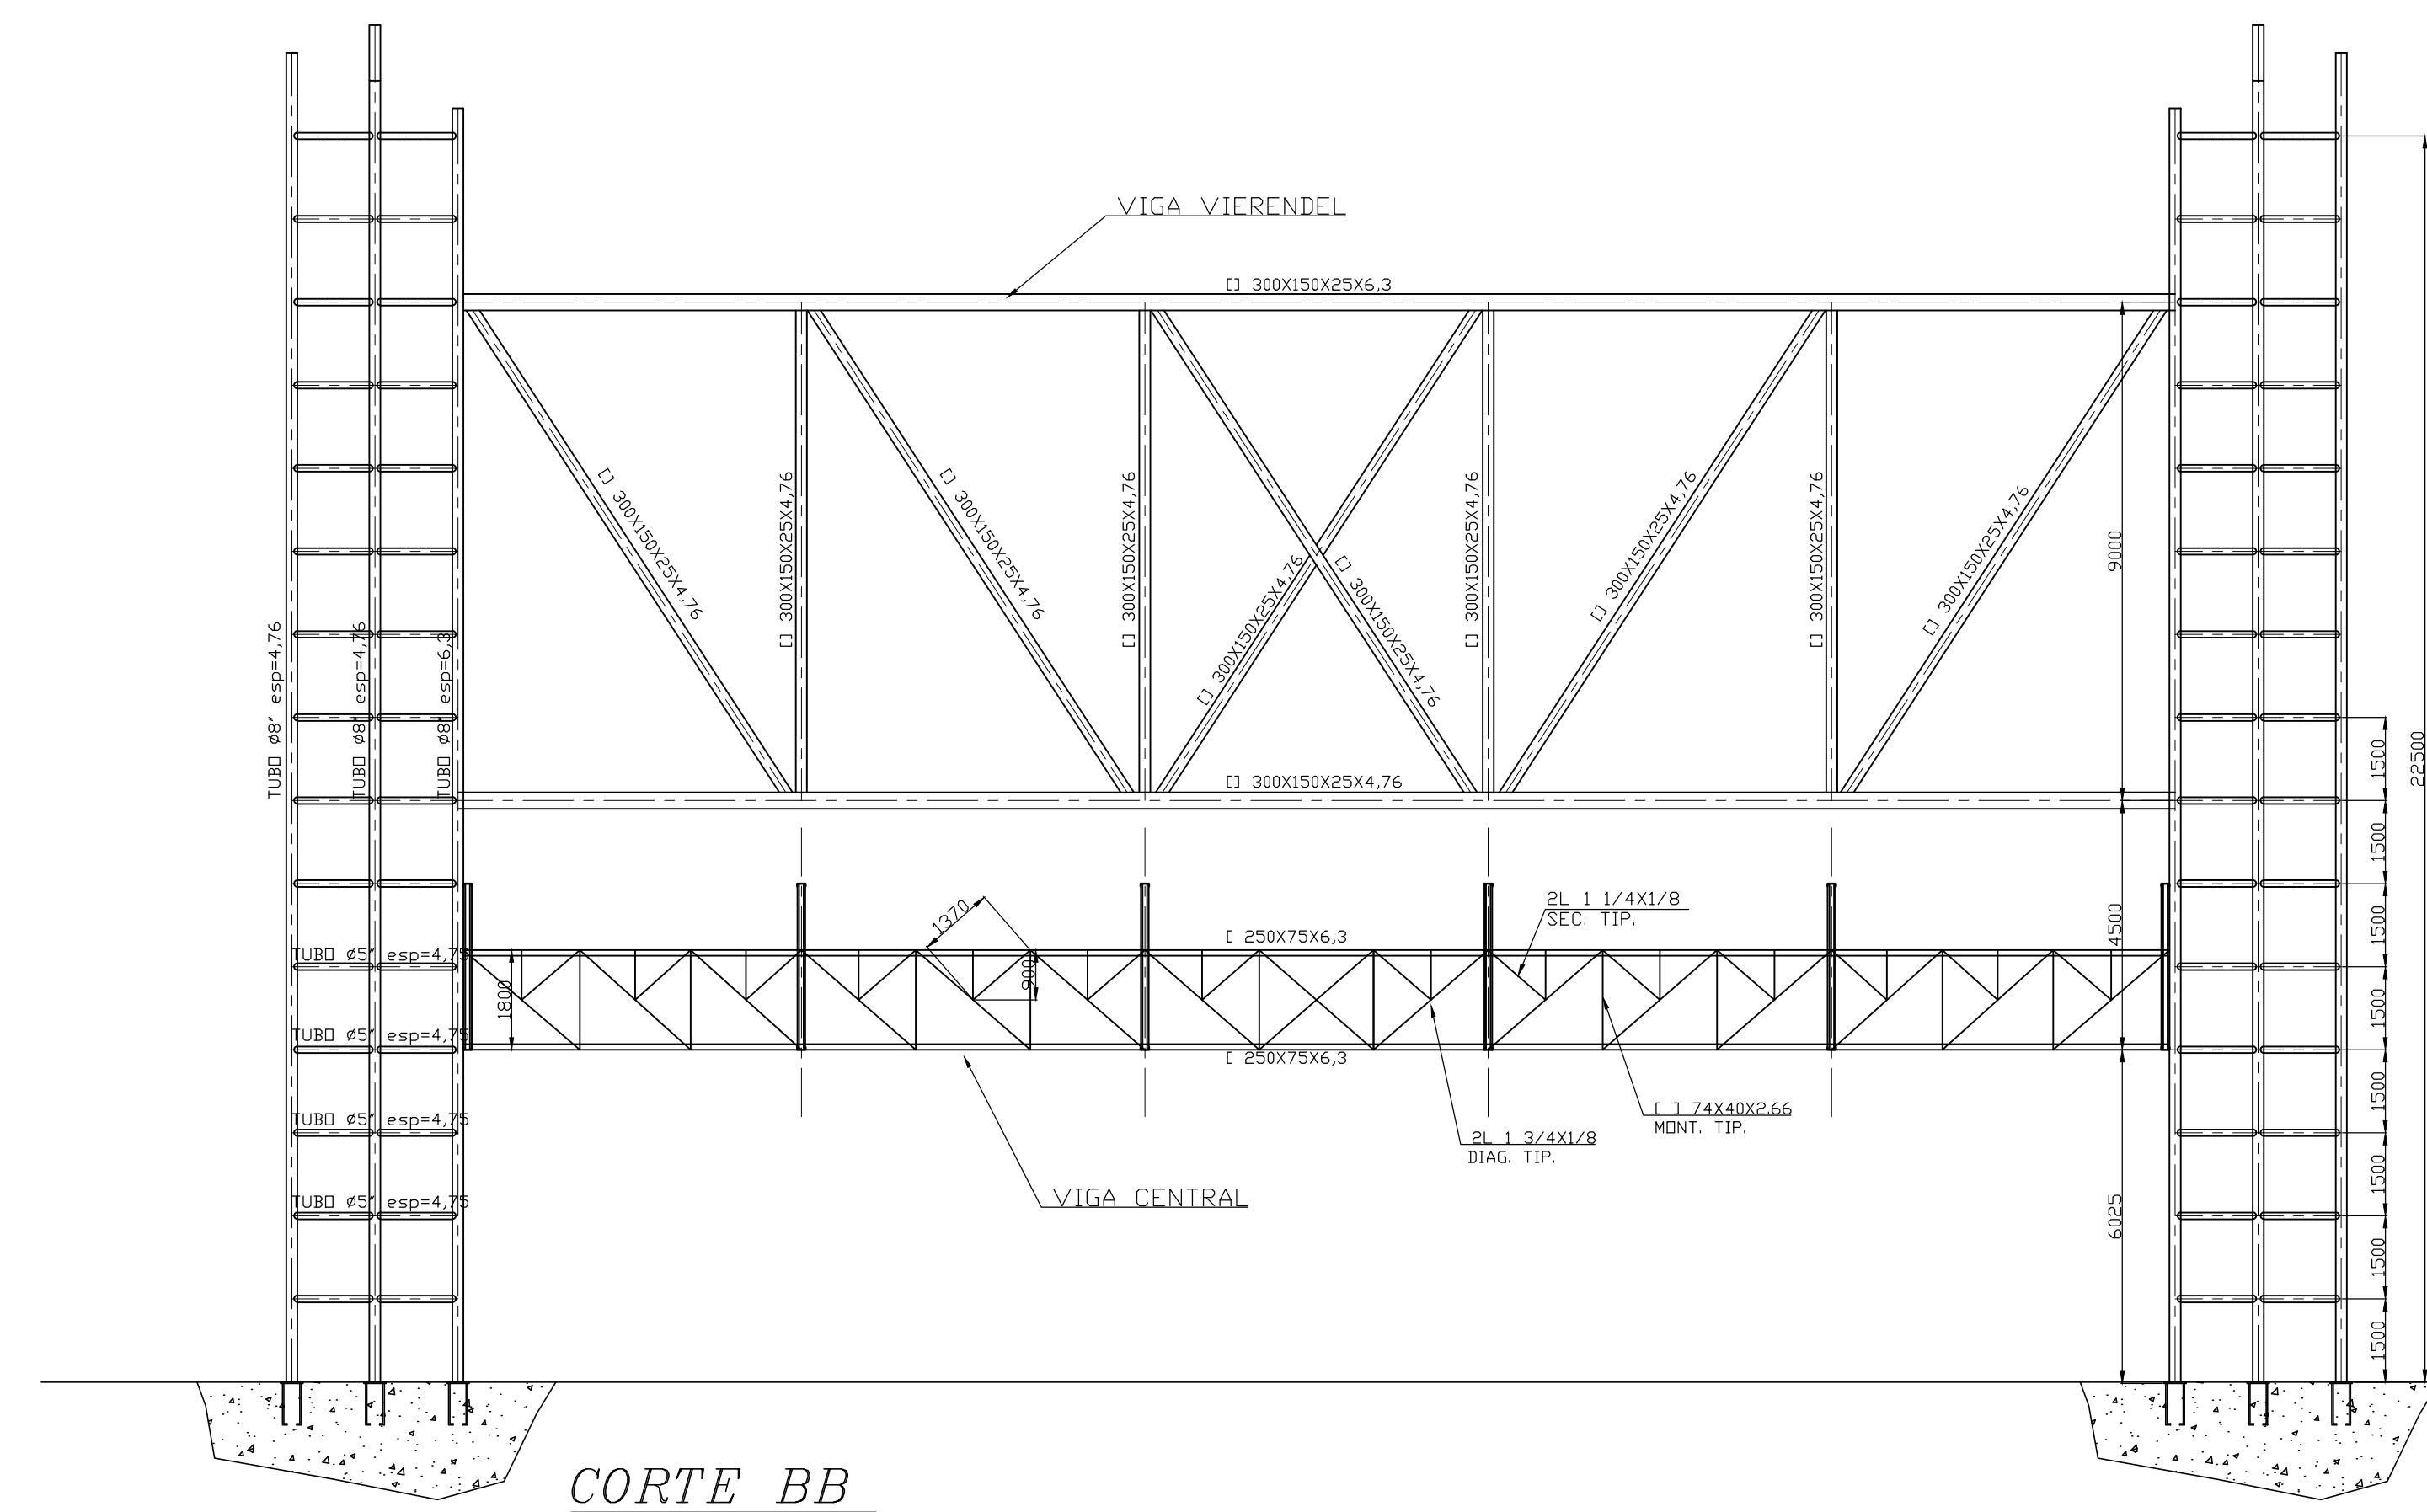 VIGA VIERENDEL
[] 300X150X25X6,3
[] 300X150X25X4,76
[] 300X150X25X4,76
[] 300X150X25X4,76
[] 300X150X25X4,76
[] 300X150X25X4,76
[] 300X150X25X4,76
[] 300X150X25X4,76
[] 300X150X25X4,76
[] 300X150X25X4,76
[] 300X150X25X4,76
9000
TUBO ø8" esp=4,76
TUBO ø8" esp=4,76
TUBO ø8" esp=6,3
[] 300X150X25X4,76
22500
1500
1500
1500
1500
1500
1500
1500
1500
4500
6025
1370
900
1800
2L 1 1/4X1/8
SEC. TIP.
[ 250X75X6,3
TUBO ø5" esp=4,75
TUBO ø5" esp=4,75
TUBO ø5" esp=4,75
TUBO ø5" esp=4,75
[ 250X75X6,3
[ ] 74X40X2.66
MONT. TIP.
2L 1 3/4X1/8
DIAG. TIP.
VIGA CENTRAL
CORTE BB